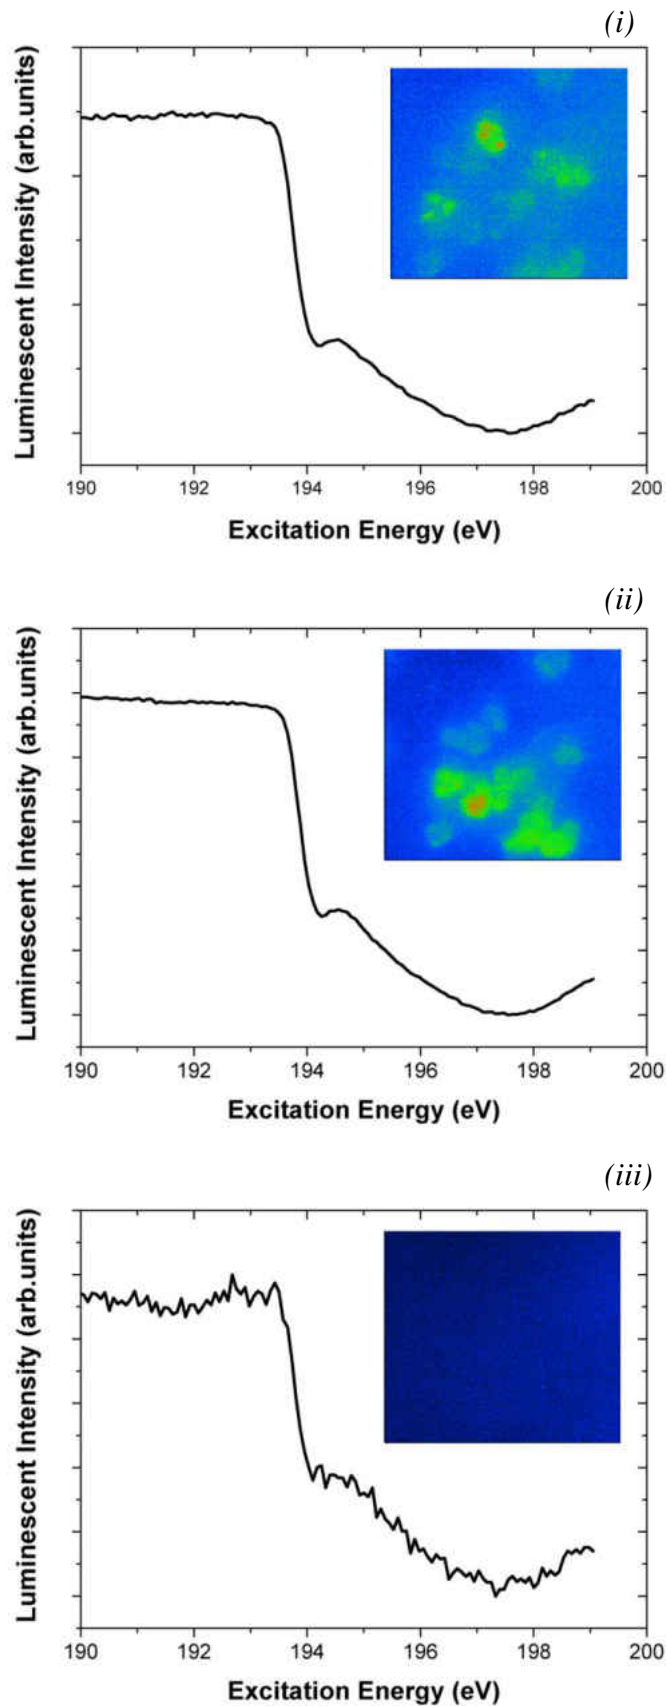 (i)
Luminescent Intensity (arb.units)
190 192 194 196 198 200
Excitation Energy (eV)
(ii)
Luminescent Intensity (arb.units)
190 192 194 196 198 200
Excitation Energy (eV)
(iii)
Luminescent Intensity (arb.units)
190 192 194 196 198 200
Excitation Energy (eV)